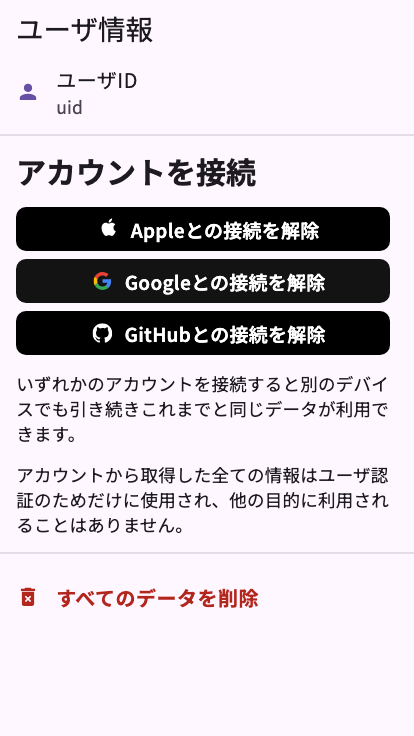 ユーザ情報
ユーザID
uid
アカウントを接続
Appleとの接続を解除
Googleとの接続を解除
GitHubとの接続を解除
いずれかのアカウントを接続すると別のデバイ
スでも引き続きこれまでと同じデータが利用で
きます。
アカウントから取得した全ての情報はユーザ認
証のためだけに使用され、他の目的に利用され
ることはありません。
すべてのデータを削除